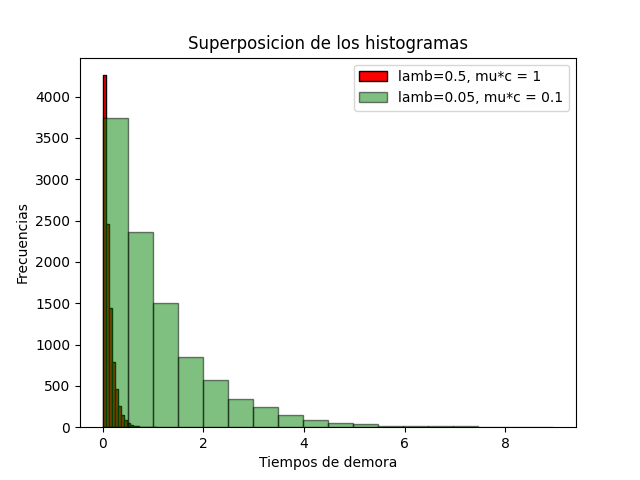 Superposicion de los histogramas
lamb=0.5, mu*c = 1
lamb=0.05, mu*c = 0.1
4000
3500
3000
2500
2000
1500
1000
500
0
Frecuencias
0 2 4 6 8
Tiempos de demora